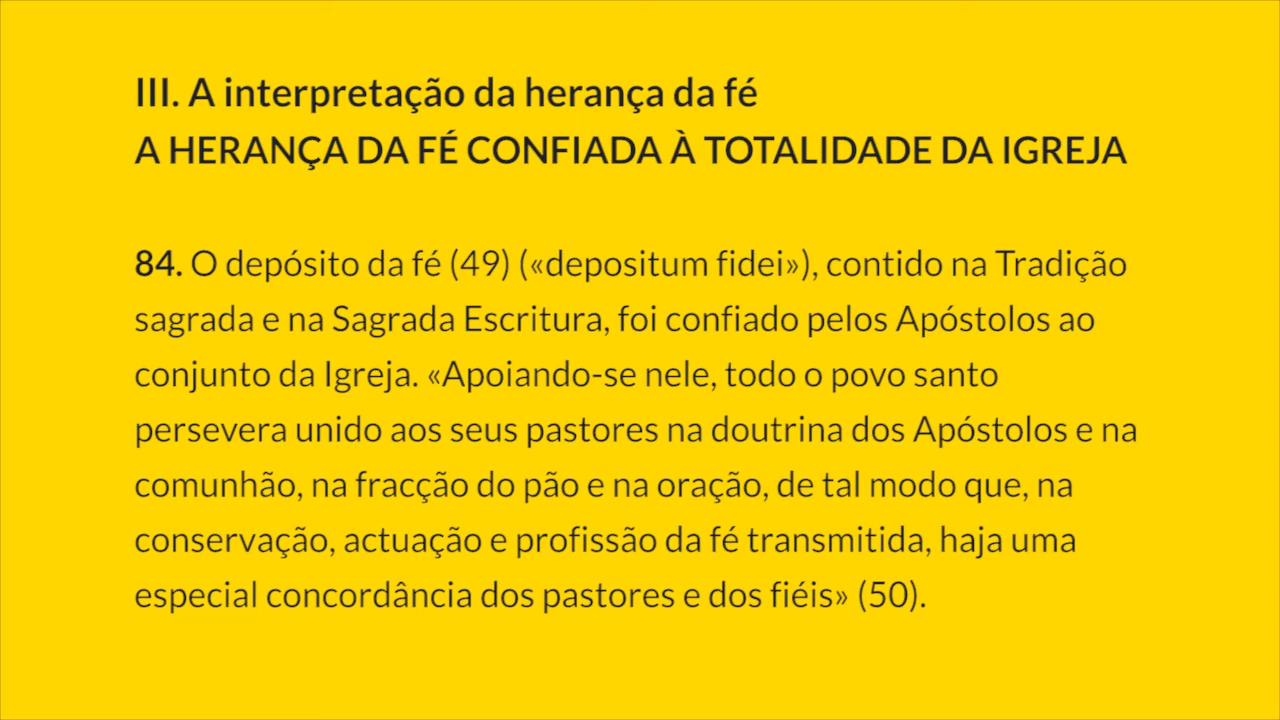 III. A interpretação da herança da fé
A HERANÇA DA FÉ CONFIADA À TOTALIDADE DA IGREJA
84. O depósito da fé (49) («depositum fidei»), contido na Tradição
sagrada e na Sagrada Escritura, foi confiado pelos Apóstolos ao
conjunto da Igreja. «Apoiando-se nele, todo o povo santo
persevera unido aos seus pastores na doutrina dos Apóstolos e na
comunhão, na fracção do pão e na oração, de tal modo que, na
conservação, actuação e profissão da fé transmitida, haja uma
especial concordância dos pastores e dos fiéis» (50).